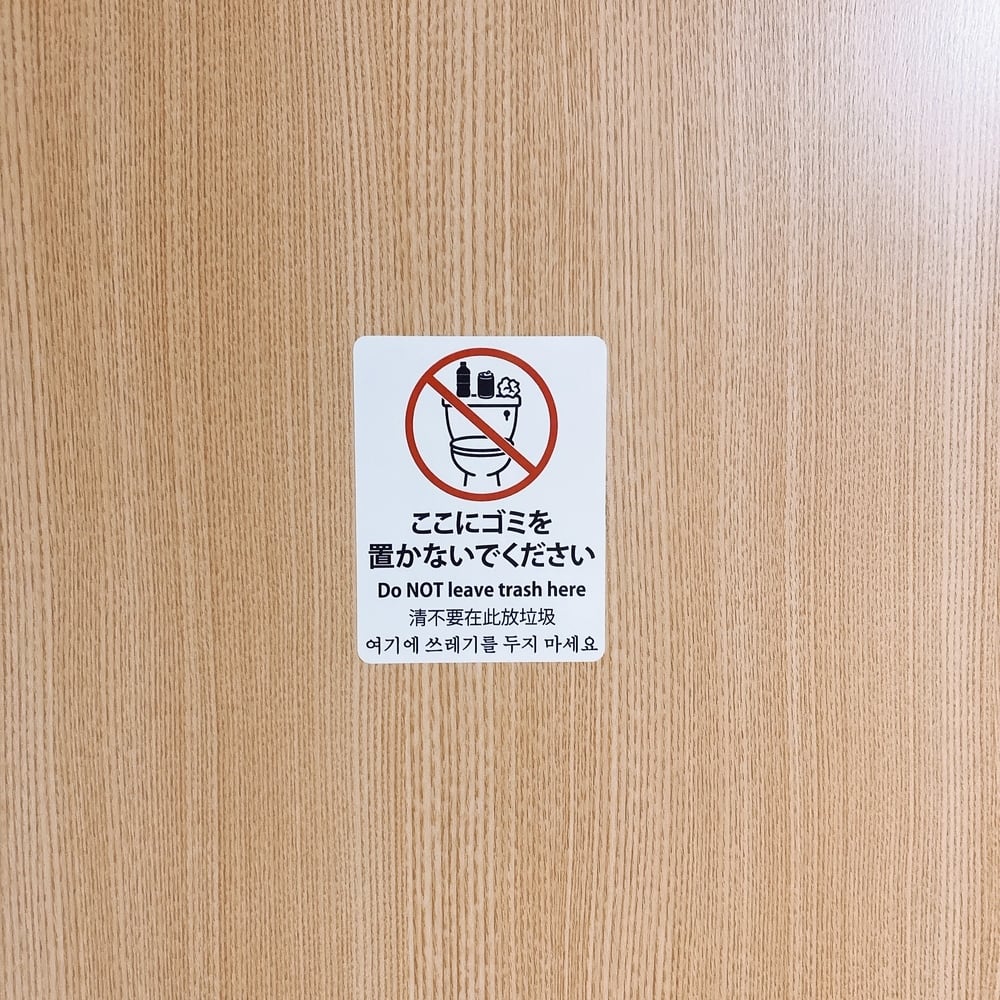 ここにゴミを
置かないでください
Do NOT leave trash here
清不要在此放垃圾
여기에 쓰레기를 두지 마세요